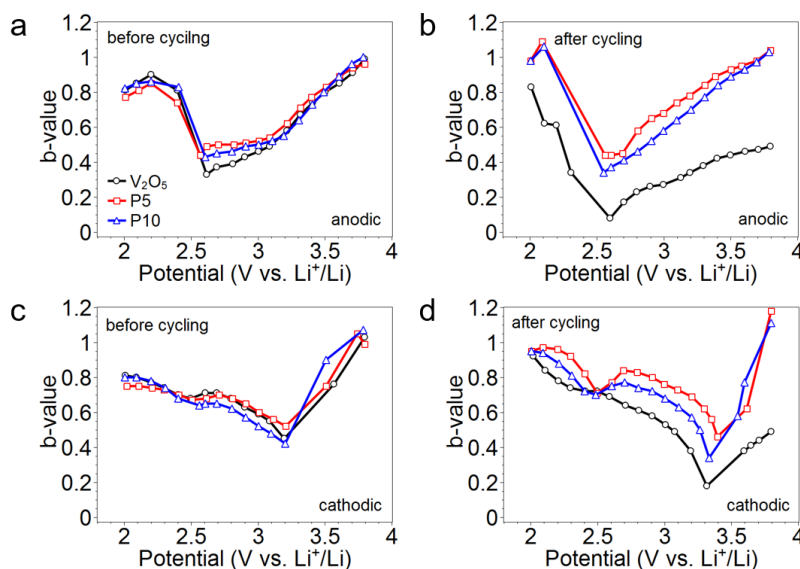 a
before cycilng
b-value
1.2
1.0
0.8
0.6
0.4
0.2
0
V₂O₅
P5
P10
anodic
2 2.5 3 3.5 4
Potential (V vs. Li⁺/Li)
b
after cycling
b-value
1.2
1.0
0.8
0.6
0.4
0.2
0
anodic
2 2.5 3 3.5 4
Potential (V vs. Li⁺/Li)
c
before cycling
b-value
1.2
1.0
0.8
0.6
0.4
0.2
0
cathodic
2 2.5 3 3.5 4
Potential (V vs. Li⁺/Li)
d
after cycling
b-value
1.2
1.0
0.8
0.6
0.4
0.2
0
cathodic
2 2.5 3 3.5 4
Potential (V vs. Li⁺/Li)